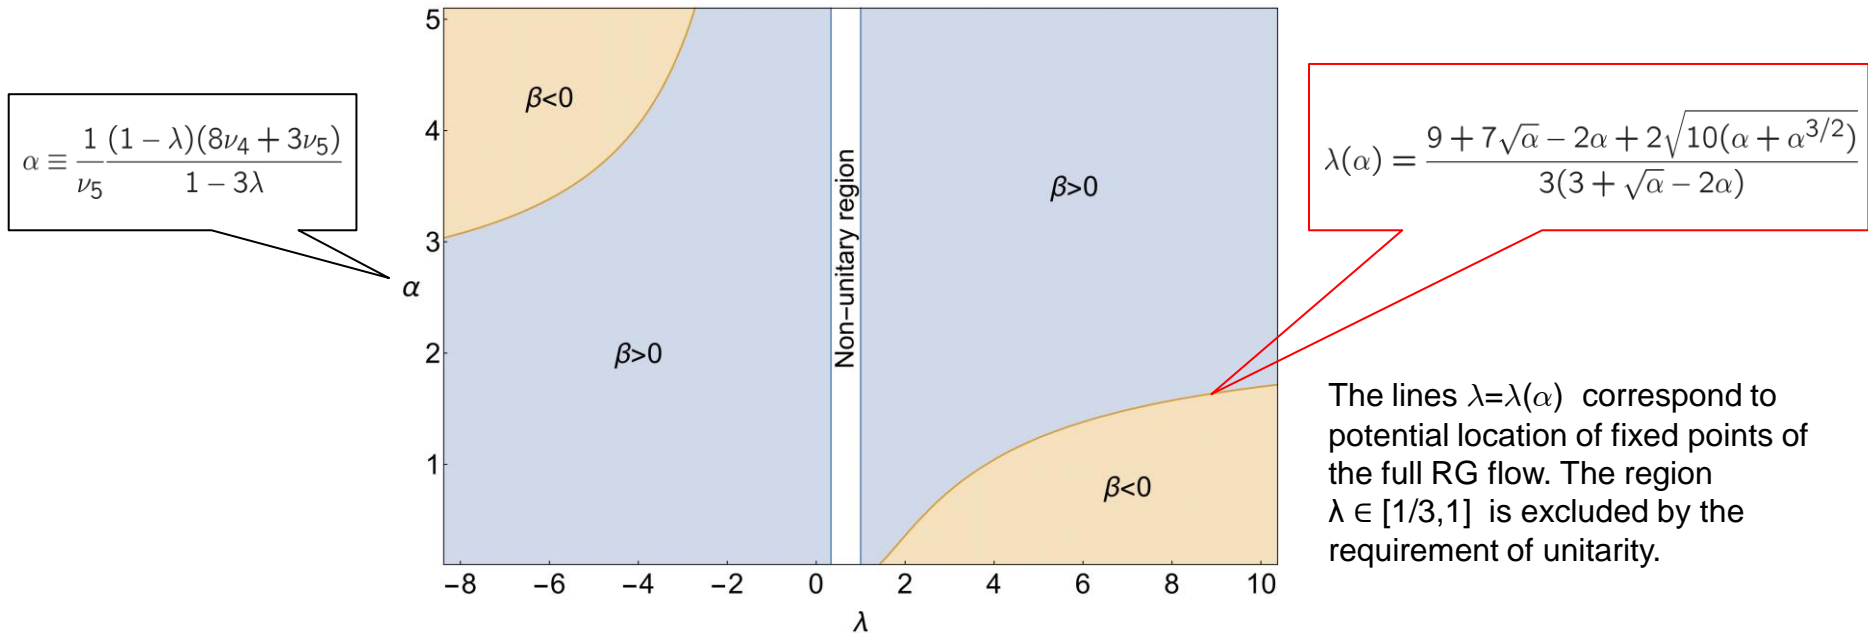 α ≡ 1/ν₅ (1 − λ)(8ν₄ + 3ν₅)/(1 − 3λ)
5
4
3
2
1
α
β<0
β>0
Non−unitary region
β>0
β<0
−8 −6 −4 −2 0 2 4 6 8 10
λ
λ(α) = (9 + 7√α − 2α + 2√(10(α + α^{3/2})))/(3(3 + √α − 2α))
The lines λ=λ(α) correspond to
potential location of fixed points of
the full RG flow. The region
λ ∈ [1/3,1] is excluded by the
requirement of unitarity.